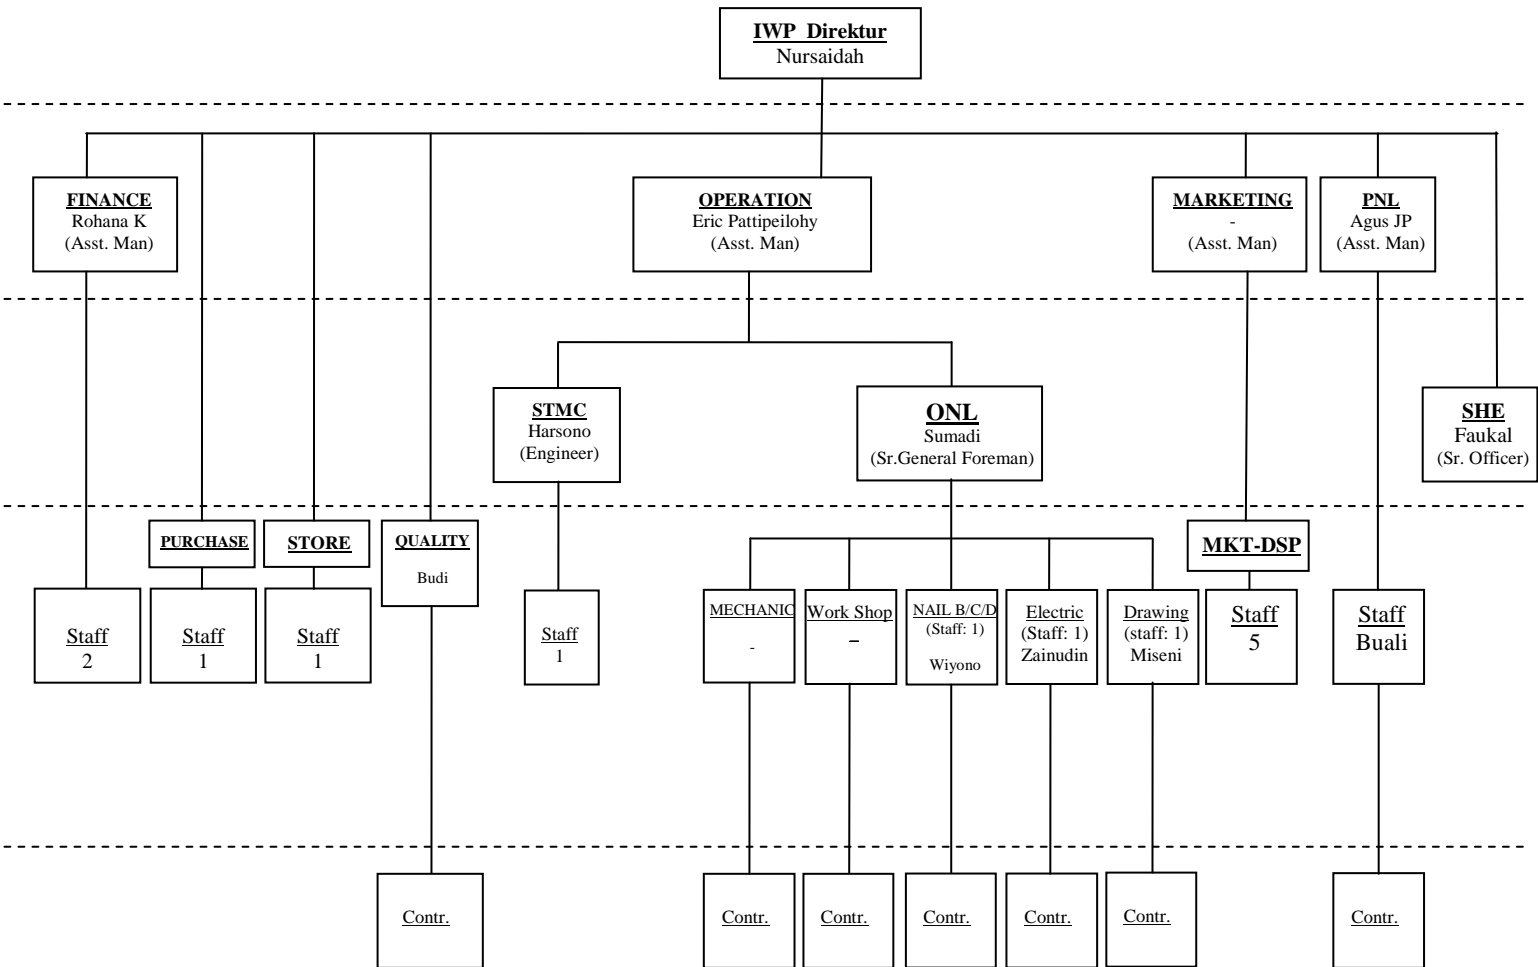 IWP Direktur
Nursaidah
FINANCE
Rohana K
(Asst. Man)
OPERATION
Eric Pattipeilohy
(Asst. Man)
MARKETING
-
(Asst. Man)
PNL
Agus JP
(Asst. Man)
STMC
Harsono
(Engineer)
ONL
Sumadi
(Sr.General Foreman)
SHE
Faukal
(Sr. Officer)
PURCHASE
STORE
QUALITY
Budi
MKT-DSP
Staff
2
Staff
1
Staff
1
Staff
1
MECHANIC
-
Work Shop
–
NAIL B/C/D
(Staff: 1)
Wiyono
Electric
(Staff: 1)
Zainudin
Drawing
(staff: 1)
Miseni
Staff
5
Staff
Buali
Contr.
Contr.
Contr.
Contr.
Contr.
Contr.
Contr.